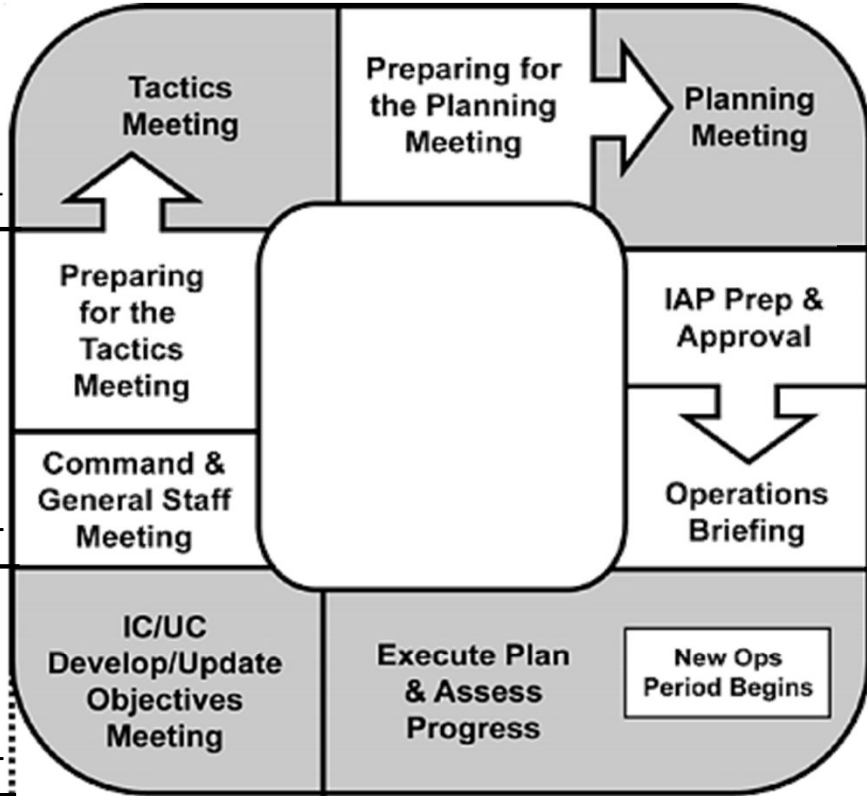 Tactics
Meeting
Preparing for
the Planning
Meeting
Planning
Meeting
Preparing
for the
Tactics
Meeting
IAP Prep &
Approval
Command &
General Staff
Meeting
Operations
Briefing
IC/UC
Develop/Update
Objectives
Meeting
Execute Plan
& Assess
Progress
New Ops
Period Begins